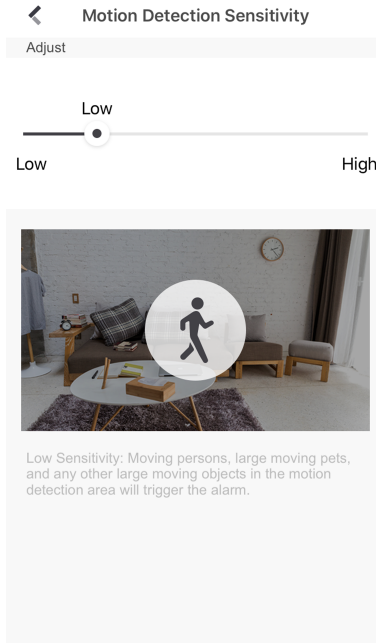 Motion Detection Sensitivity
Adjust
Low
Low High
Low Sensitivity: Moving persons, large moving pets,
and any other large moving objects in the motion
detection area will trigger the alarm.